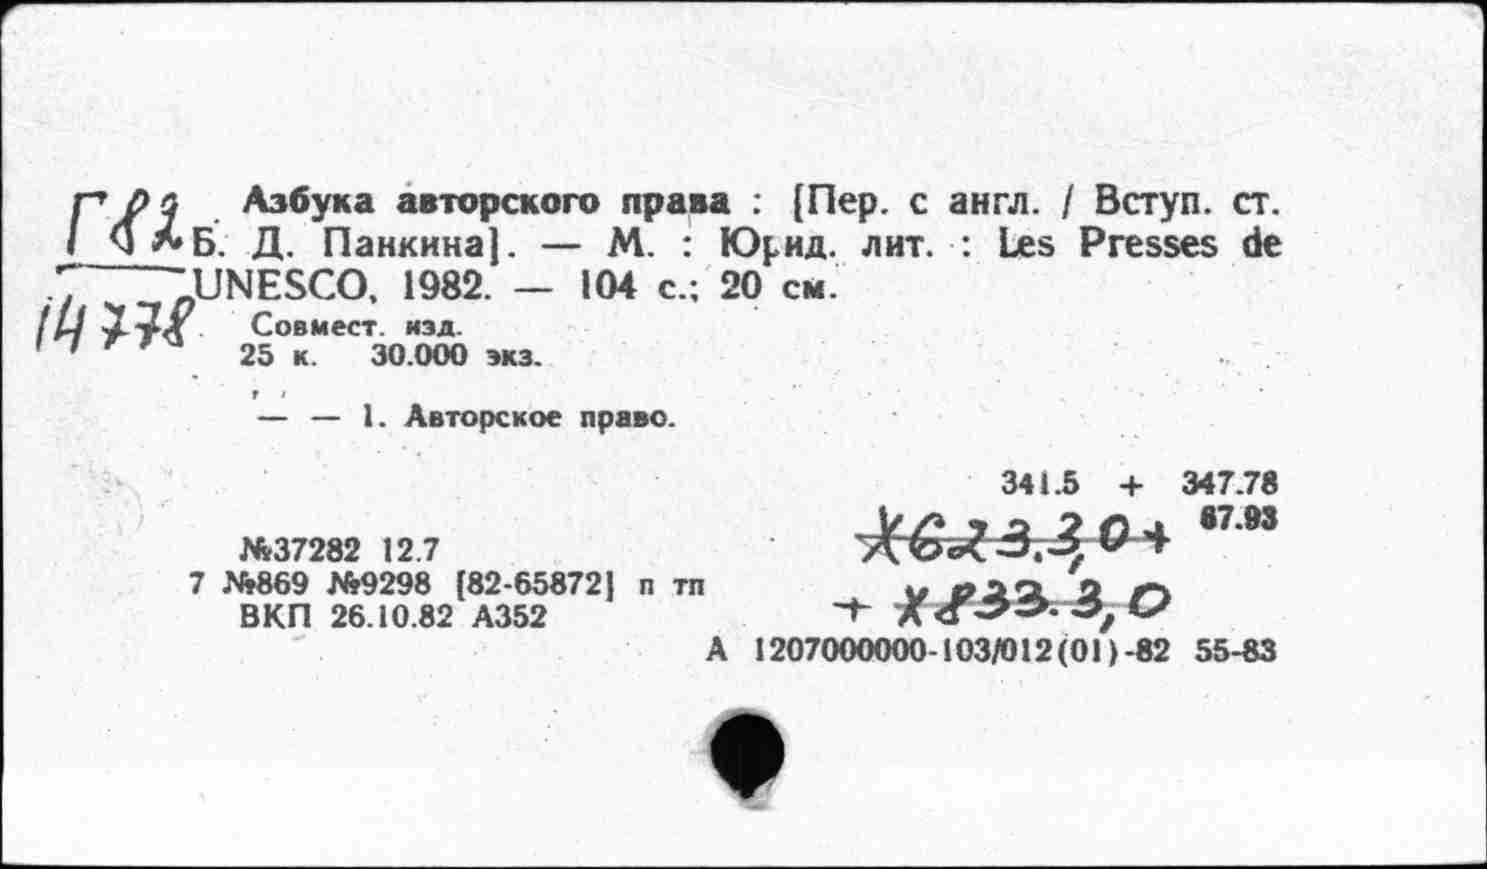 Г82
14778
Азбука авторского права : [Пер. с англ. / Вступ. ст.
Б. Д. Панкина]. — М. : Юрид. лит. : Les Presses de
UNESCO, 1982. — 104 с.; 20 см.
Совмест. изд.
25 к. 30.000 экз.
— — 1. Авторское право.
341.5 + 347.78
67.93
Х623.3,0+
+ Х833.3,0
№37282 12.7
7 №869 №9298 [82-65872] п тп
ВКП 26.10.82 А352
А 1207000000-103/012(01)-82 55-83